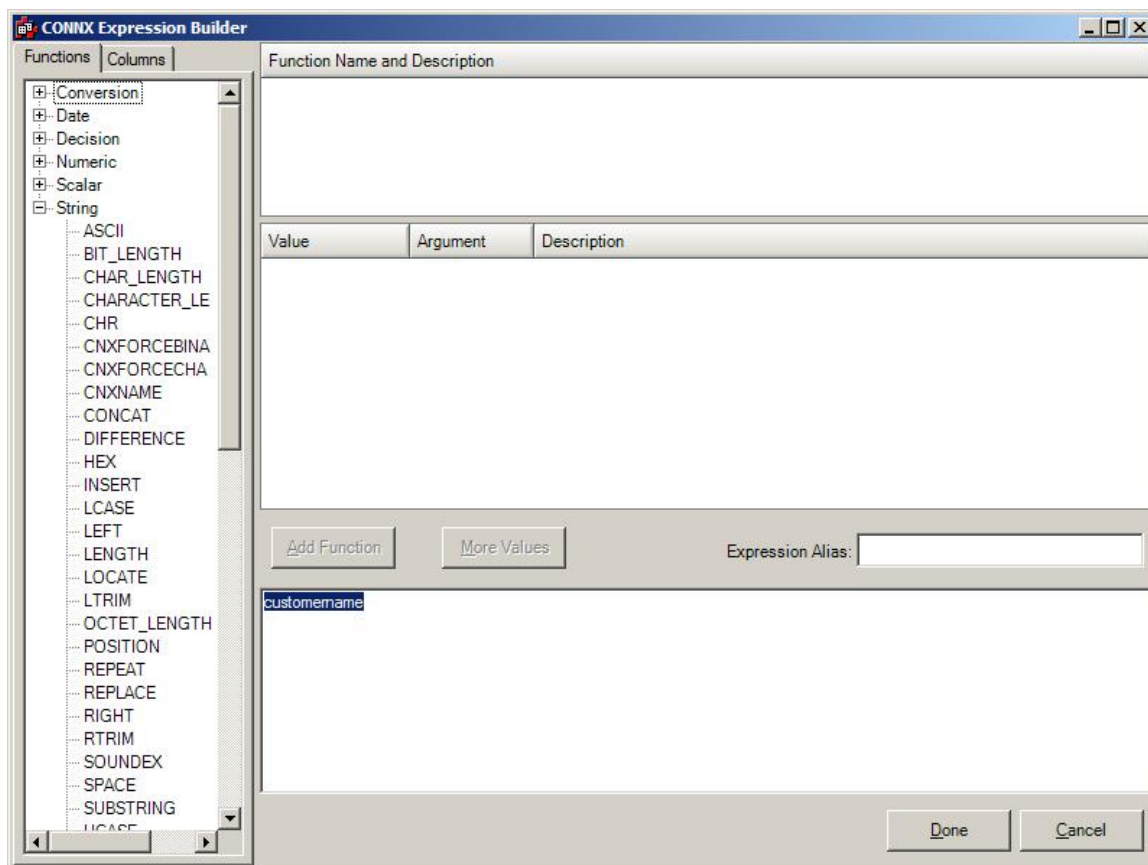 CONNX Expression Builder
Functions
Columns
Conversion
Date
Decision
Numeric
Scalar
String
ASCII
BIT_LENGTH
CHAR_LENGTH
CHARACTER_LE
CHR
CNXFORCEBINA
CNXFORCECHA
CNXNAME
CONCAT
DIFFERENCE
HEX
INSERT
LCASE
LEFT
LENGTH
LOCATE
LTRIM
OCTET_LENGTH
POSITION
REPEAT
REPLACE
RIGHT
RTRIM
SOUNDEX
SPACE
SUBSTRING
UCASE
Function Name and Description
Value Argument Description
Add Function More Values Expression Alias:
customername
Done Cancel